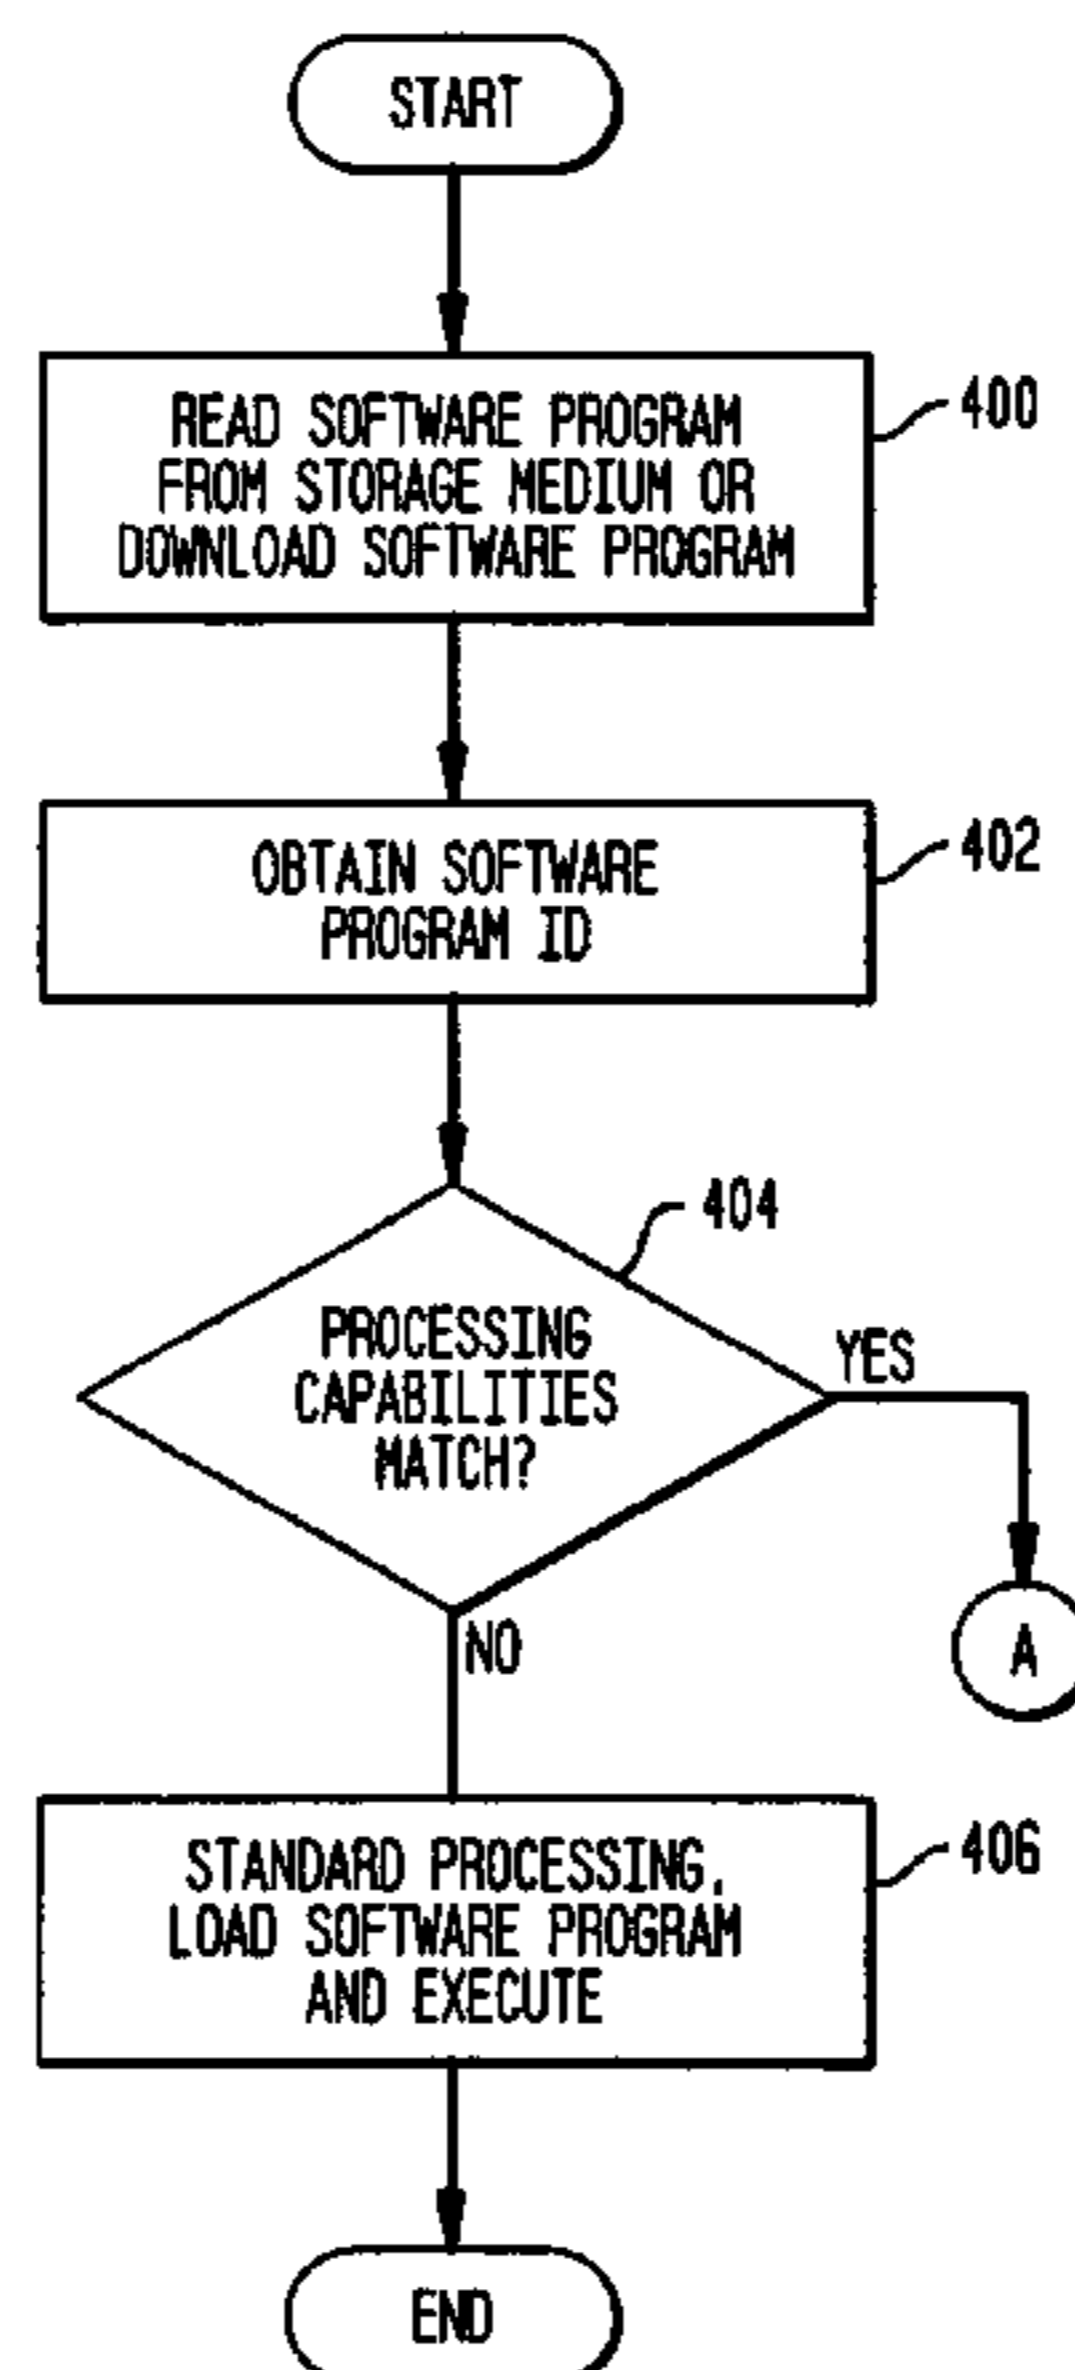 START
READ SOFTWARE PROGRAM
FROM STORAGE MEDIUM OR
DOWNLOAD SOFTWARE PROGRAM
400
OBTAIN SOFTWARE
PROGRAM ID
402
404
PROCESSING
CAPABILITIES
MATCH?
YES
NO
A
STANDARD PROCESSING,
LOAD SOFTWARE PROGRAM
AND EXECUTE
406
END